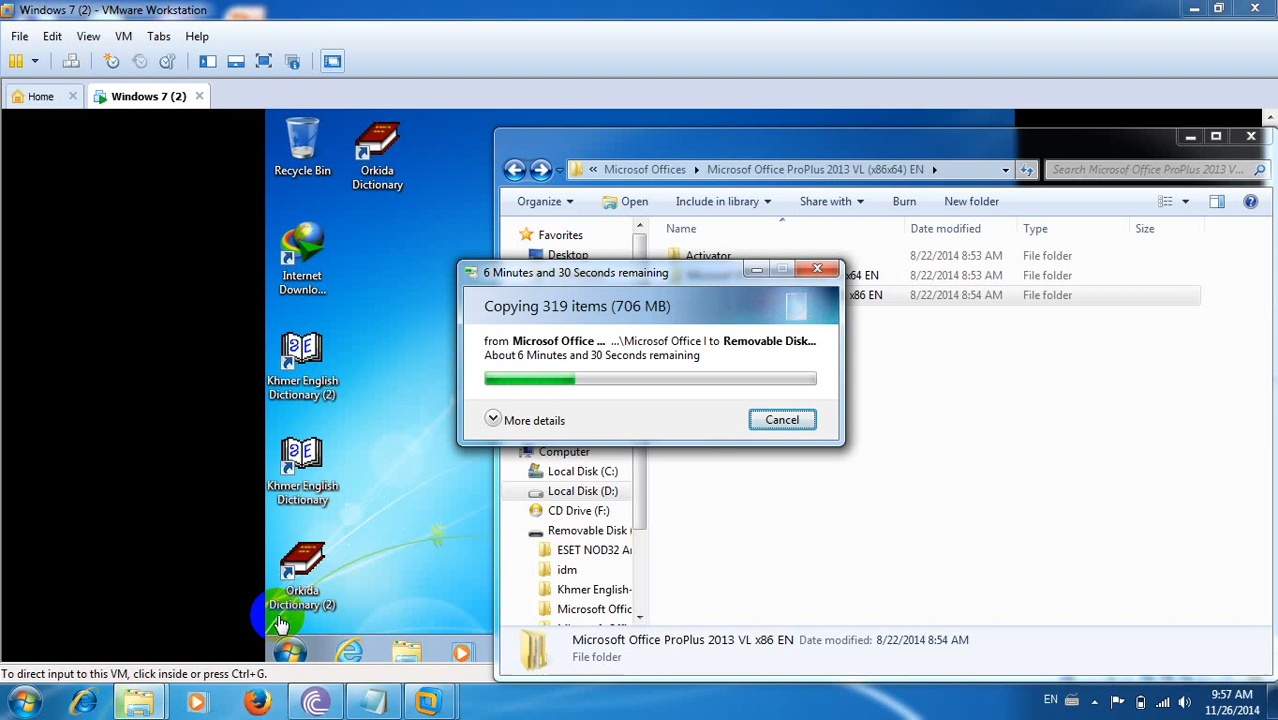 Windows 7 (2) - VMware Workstation
File Edit View VM Tabs Help
Home Windows 7 (2)
Recycle Bin
Orkida Dictionary
Internet Downlo...
Khmer English Dictionary (2)
Khmer English Dictionary
Orkida Dictionary (2)
« Microsof Offices Microsoft Office ProPlus 2013 VL (x86x64) EN
Search Microsof Office ProPlus 2013 V...
Organize Open Include in library Share with Burn New folder
Name Date modified Type Size
Favorites
Desktop
Activator 8/22/2014 8:53 AM File folder
x64 EN 8/22/2014 8:53 AM File folder
x86 EN 8/22/2014 8:54 AM File folder
6 Minutes and 30 Seconds remaining
Copying 319 items (706 MB)
from Microsof Office ... ...\Microsoft Office I to Removable Disk...
About 6 Minutes and 30 Seconds remaining
More details
Cancel
Computer
Local Disk (C:)
Local Disk (D:)
CD Drive (F:)
Removable Disk (
ESET NOD32 An
idm
Khmer English-
Microsoft Offic
Microsoft Office ProPlus 2013 VL x86 EN Date modified: 8/22/2014 8:54 AM
File folder
To direct input to this VM, click inside or press Ctrl+G.
EN
9:57 AM
11/26/2014